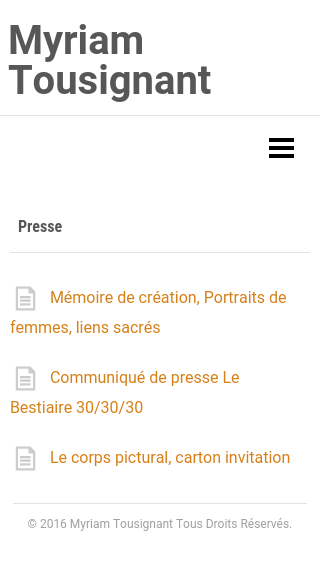 Myriam
Tousignant
Presse
Mémoire de création, Portraits de
femmes, liens sacrés
Communiqué de presse Le
Bestiaire 30/30/30
Le corps pictural, carton invitation
© 2016 Myriam Tousignant Tous Droits Réservés.